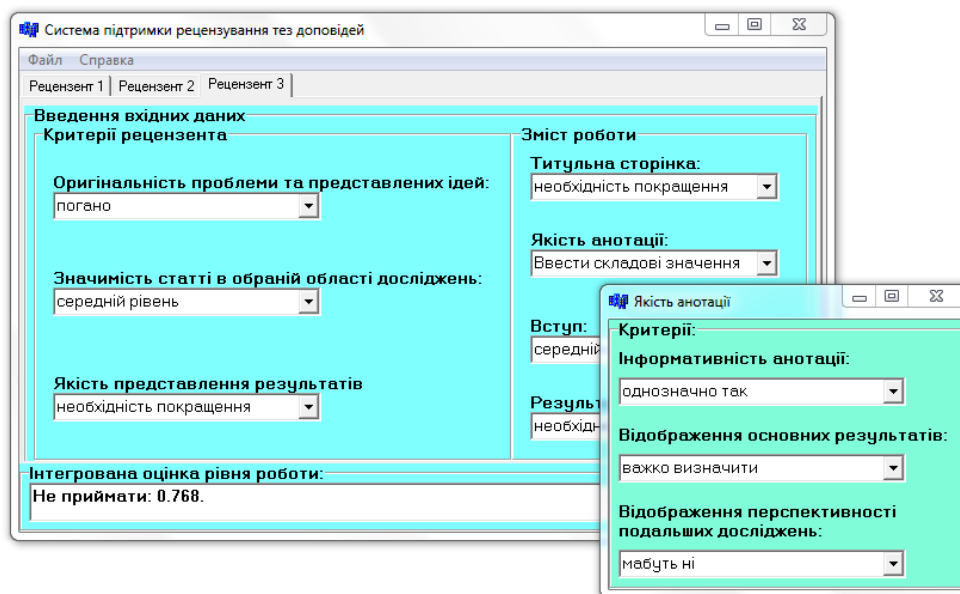 Система підтримки рецензування тез доповідей
Файл Справка
Рецензент 1 Рецензент 2 Рецензент 3
Введення вхідних даних
Критерії рецензента
Оригінальність проблеми та представлених ідей:
погано
Значимість статті в обраній області досліджень:
середній рівень
Якість представлення результатів
необхідність покращення
Зміст роботи
Титульна сторінка:
необхідність покращення
Якість анотації:
Ввести складові значення
Вступ:
середній
Інтегрована оцінка рівня роботи:
Не приймати: 0.768.
Якість анотації
Критерії:
Інформативність анотації:
однозначно так
Відображення основних результатів:
важко визначити
Відображення перспективності
подальших досліджень:
мабуть ні